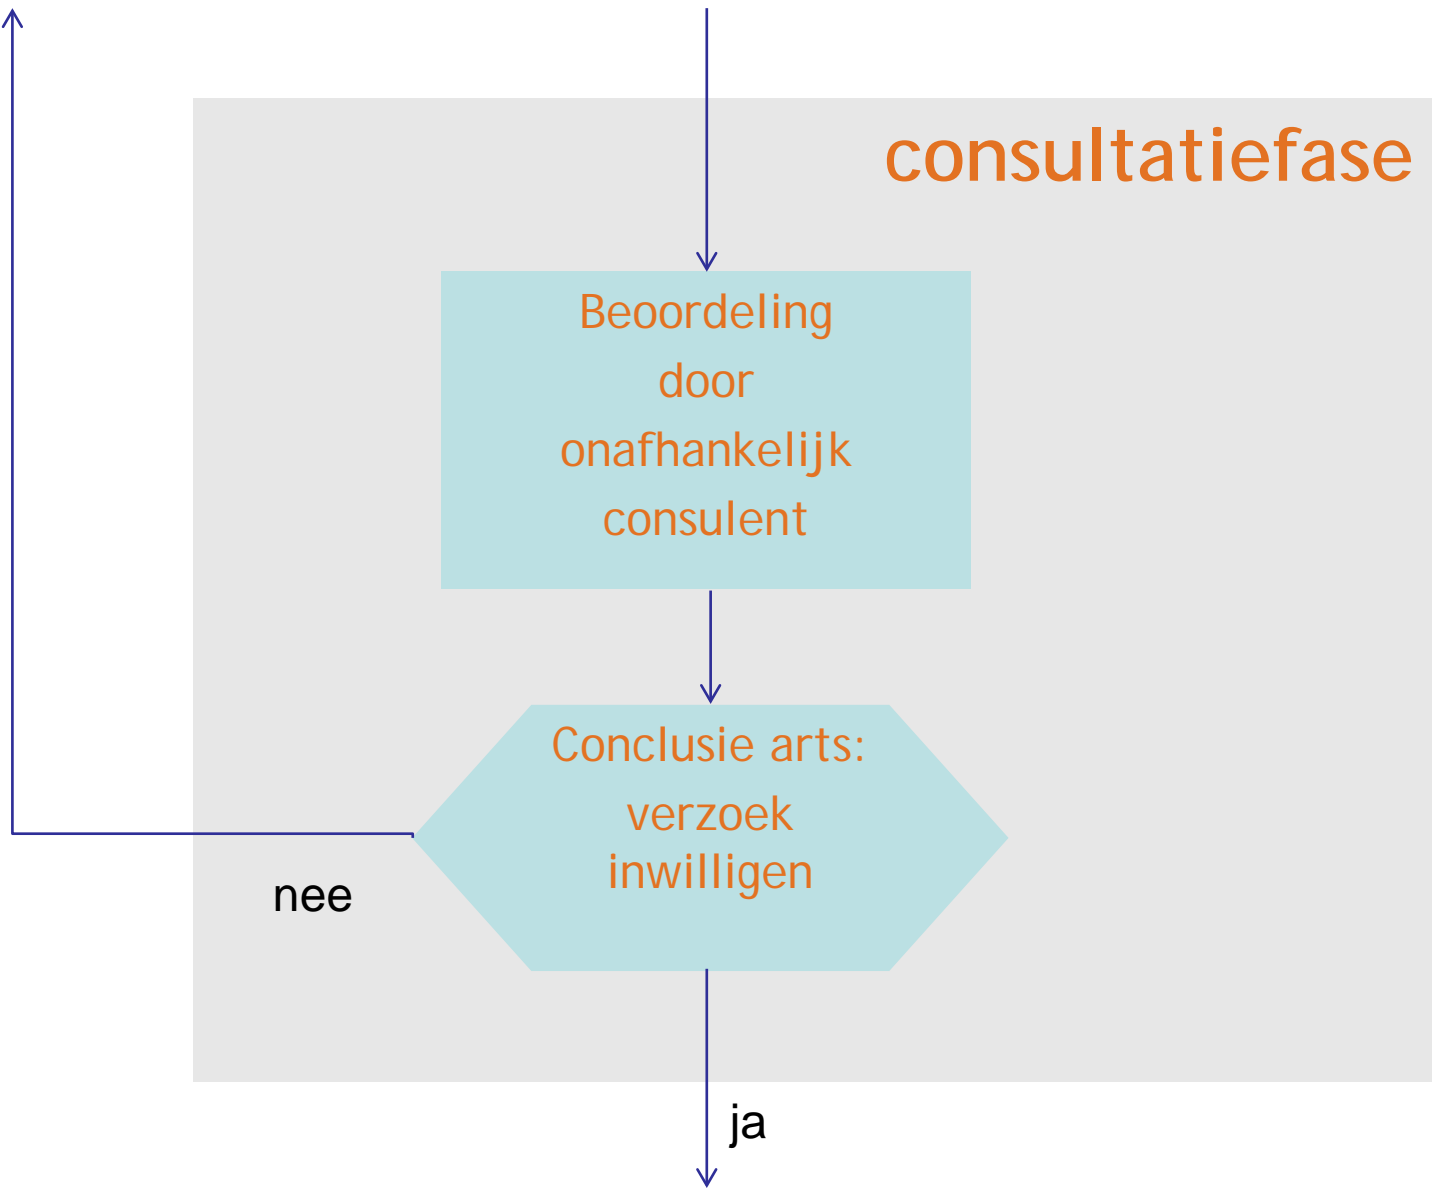 consultatiefase
Beoordeling
door
onafhankelijk
consulent
Conclusie arts:
verzoek
inwilligen
nee
ja